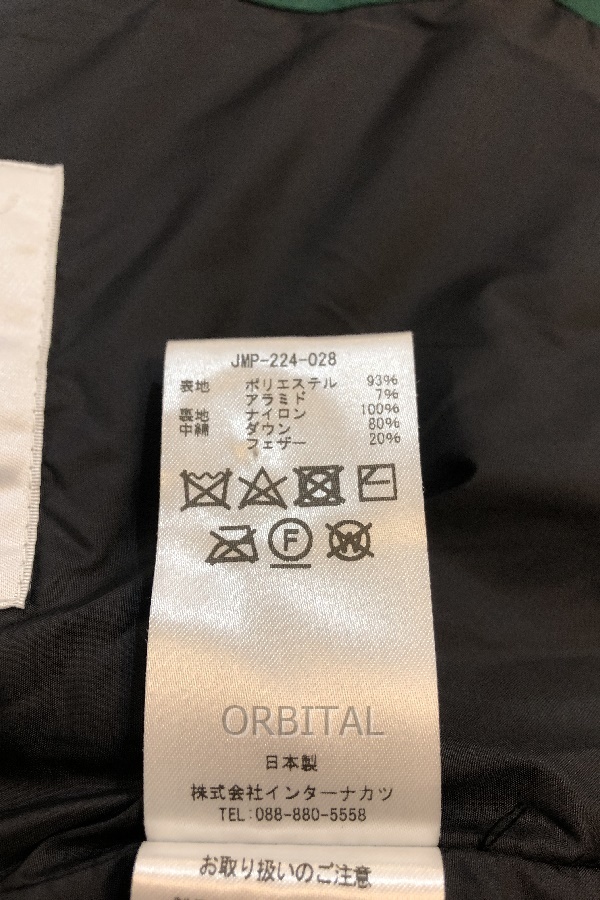 JMP-224-028
表地 ポリエステル 93%
アラミド 7%
裏地 ナイロン 100%
中綿 ダウン 80%
フェザー 20%
F
W
ORBITAL
日本製
株式会社インターナカツ
TEL:088-880-5558
お取り扱いのご注意